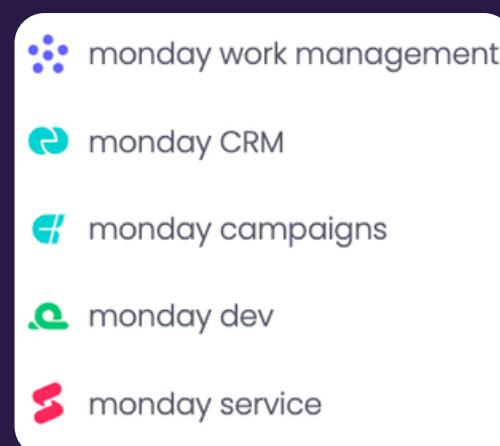 monday work management
monday CRM
monday campaigns
monday dev
monday service